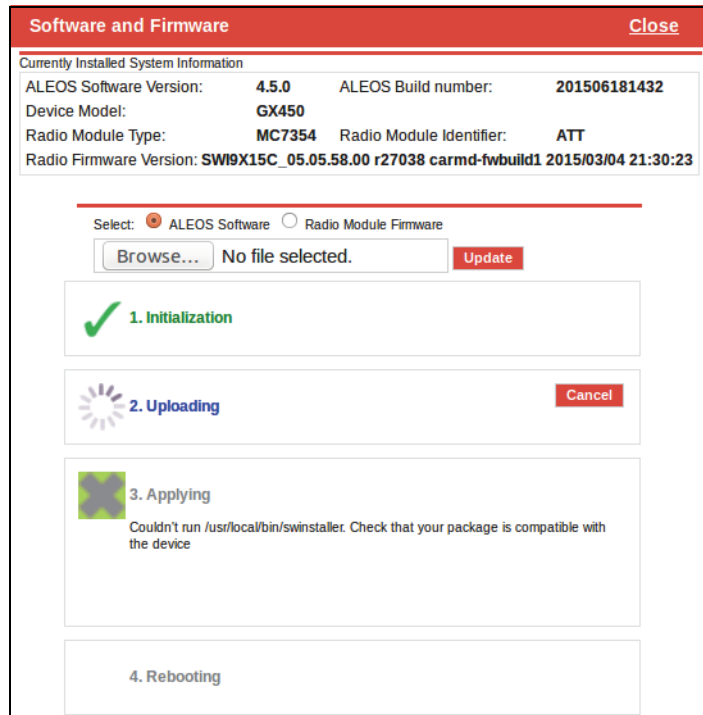 Software and Firmware Close
Currently Installed System Information
ALEOS Software Version: 4.5.0 ALEOS Build number: 201506181432
Device Model: GX450
Radio Module Type: MC7354 Radio Module Identifier: ATT
Radio Firmware Version: SWI9X15C_05.05.58.00 r27038 carmd-fwbuild1 2015/03/04 21:30:23
Select: ALEOS Software Radio Module Firmware
Browse... No file selected. Update
1. Initialization
2. Uploading Cancel
3. Applying
Couldn't run /usr/local/bin/swinstaller. Check that your package is compatible with
the device
4. Rebooting